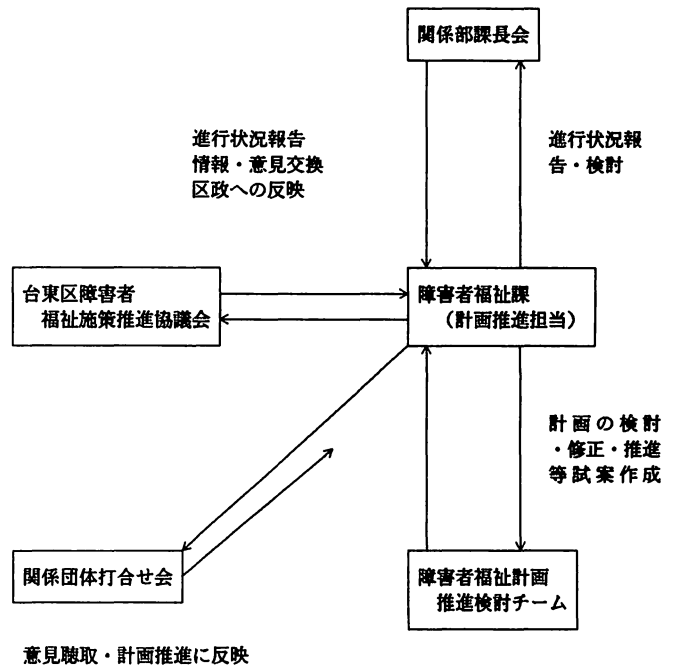 関係部課長会
進行状況報告
情報・意見交換
区政への反映
進行状況報
告・検討
台東区障害者
福祉施策推進協議会
障害者福祉課
（計画推進担当）
計画の検討
・修正・推進
等試案作成
関係団体打合せ会
障害者福祉計画
推進検討チーム
意見聴取・計画推進に反映